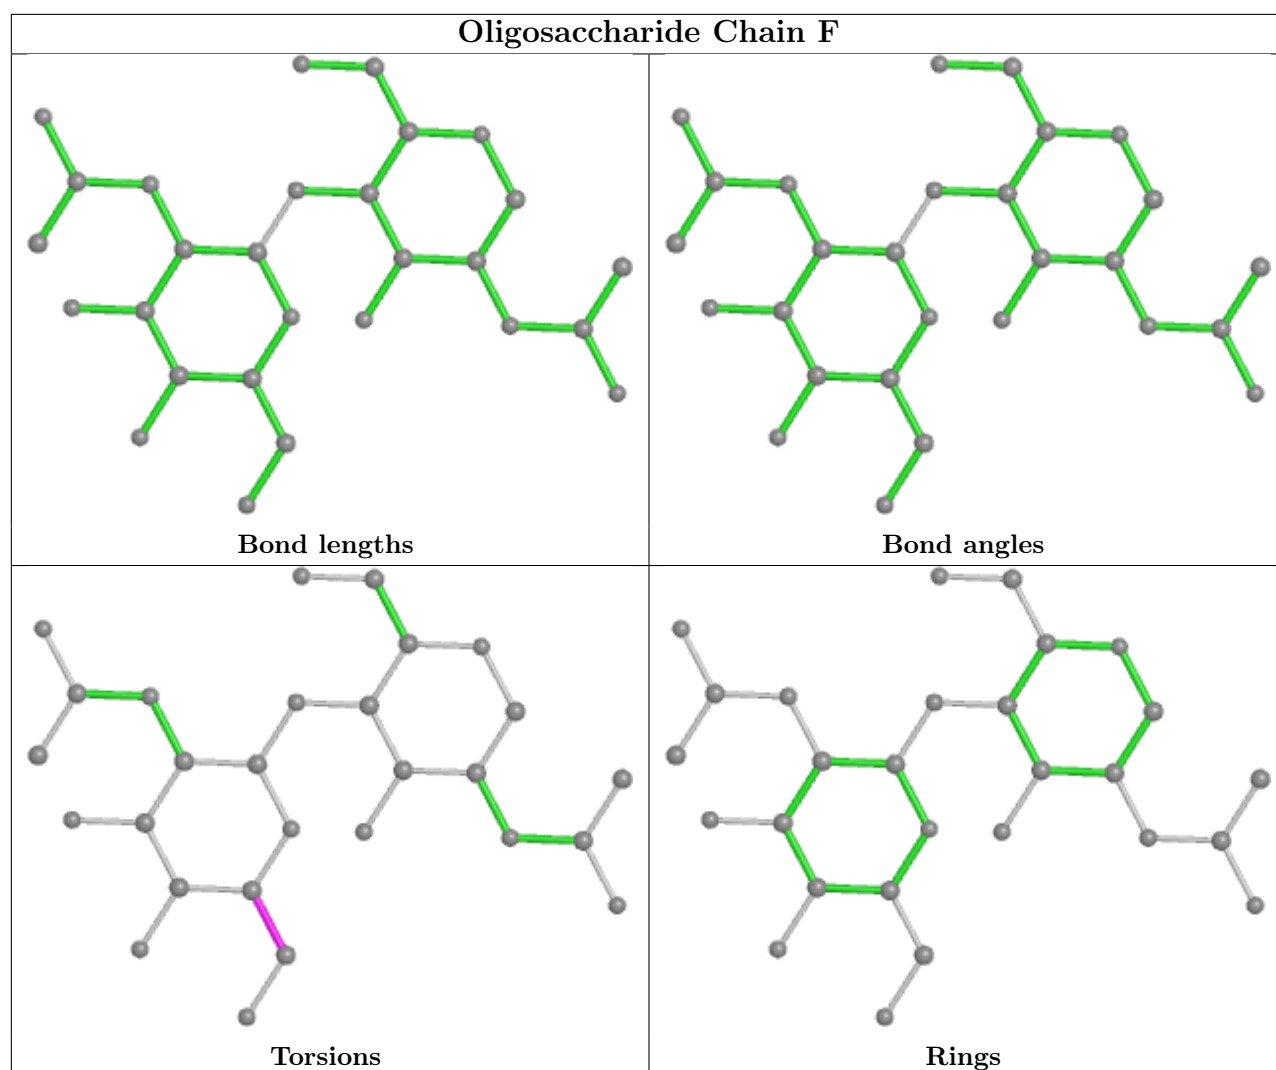 Oligosaccharide Chain F
Bond lengths
Bond angles
Torsions
Rings